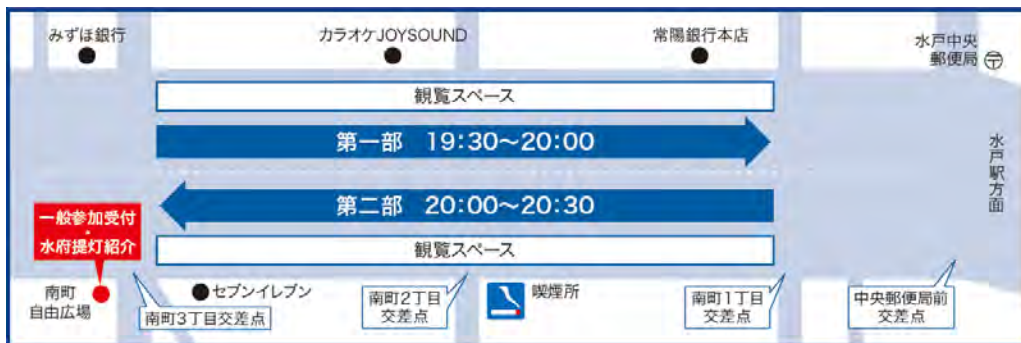 みずほ銀行
カラオケJOYSOUND
常陽銀行本店
水戸中央
郵便局
観覧スペース
第一部 19:30～20:00
水戸駅方面
第二部 20:00～20:30
一般参加受付
・
水府提灯紹介
観覧スペース
南町
自由広場
セブンイレブン
南町3丁目交差点
南町2丁目
交差点
喫煙所
南町1丁目
交差点
中央郵便局前
交差点